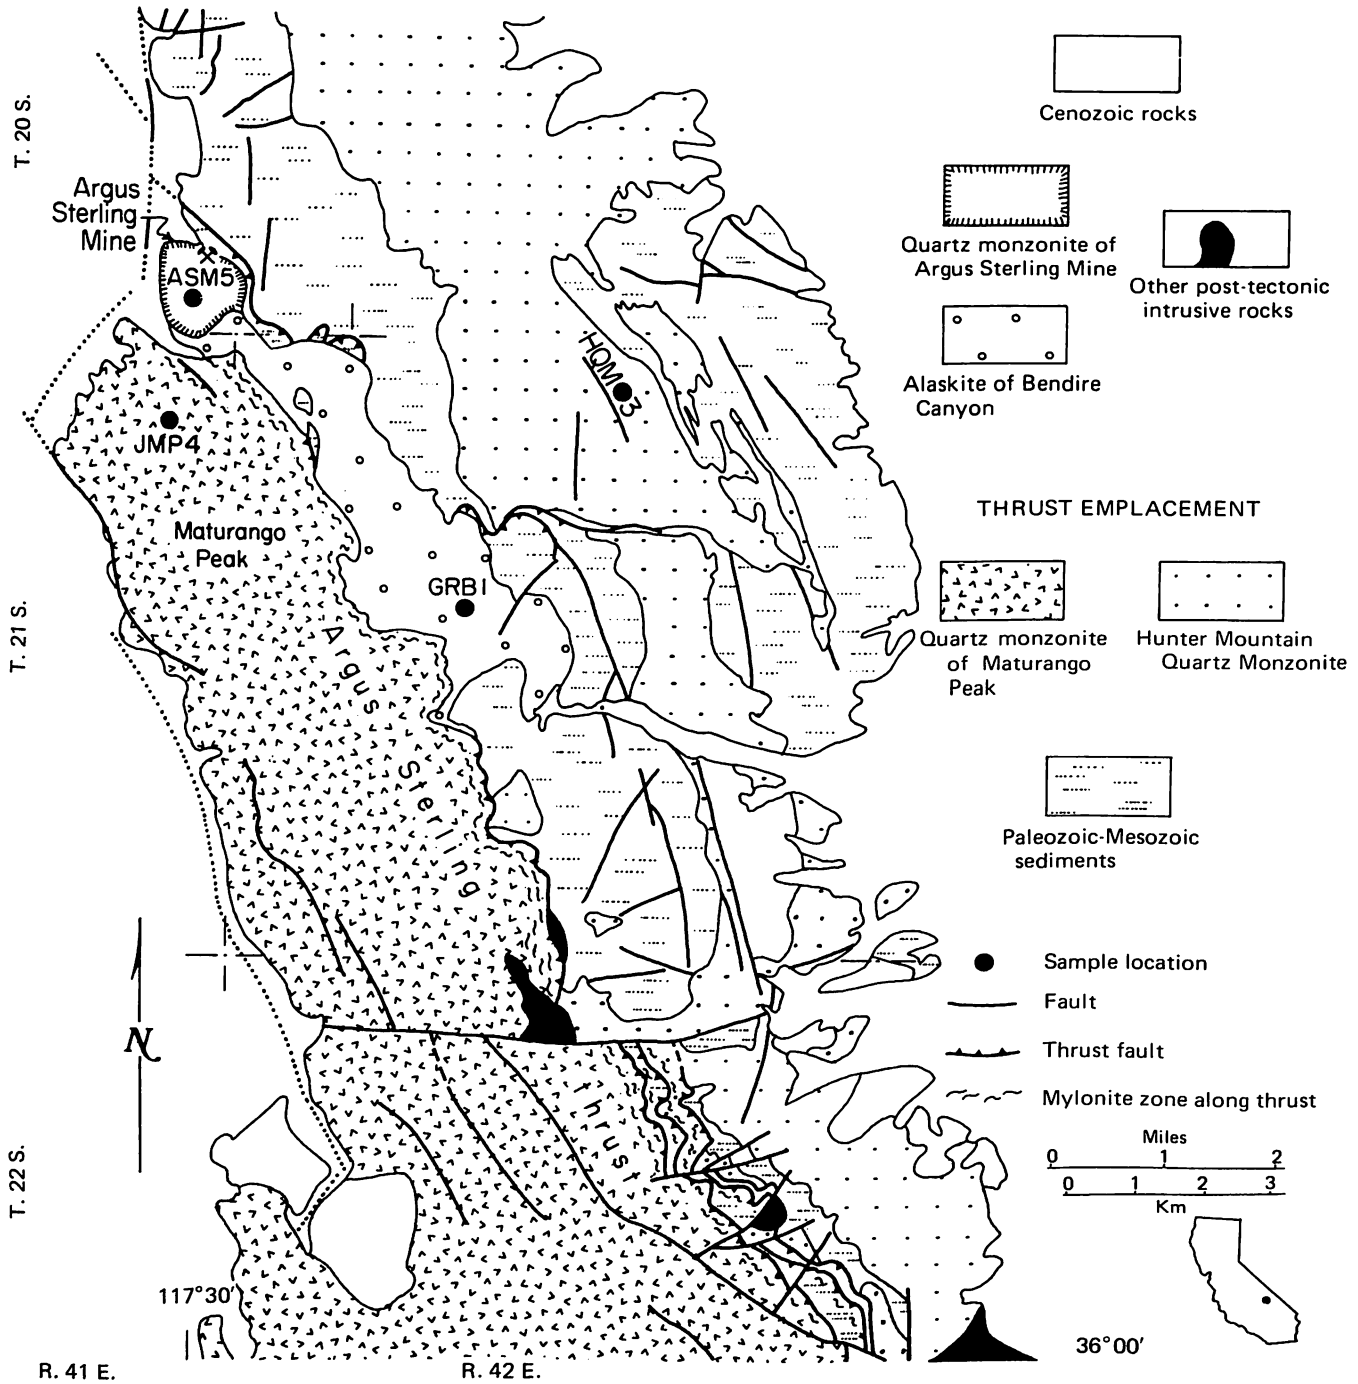 T. 20 S.
Argus
Sterling
Mine
ASM5
JMP4
HQM 3
Maturango
Peak
GRB1
T. 21 S.
Argus
Sterling
Thrust
N
T. 22 S.
117°30′
R. 41 E.
R. 42 E.
36°00′
Cenozoic rocks
Quartz monzonite of
Argus Sterling Mine
Other post-tectonic
intrusive rocks
Alaskite of Bendire
Canyon
THRUST EMPLACEMENT
Quartz monzonite
of Maturango
Peak
Hunter Mountain
Quartz Monzonite
Paleozoic-Mesozoic
sediments
Sample location
Fault
Thrust fault
Mylonite zone along thrust
Miles
0 1 2
0 1 2 3
Km